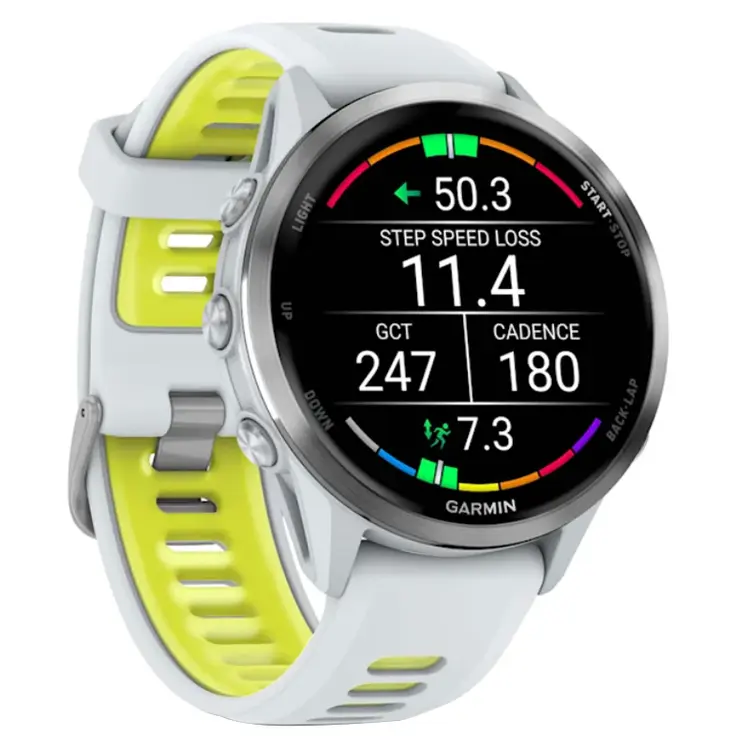 50.3
STEP SPEED LOSS
11.4
GCT CADENCE
247 180
7.3
GARMIN
LIGHT
UP
DOWN
START·STOP
BACK·LAP